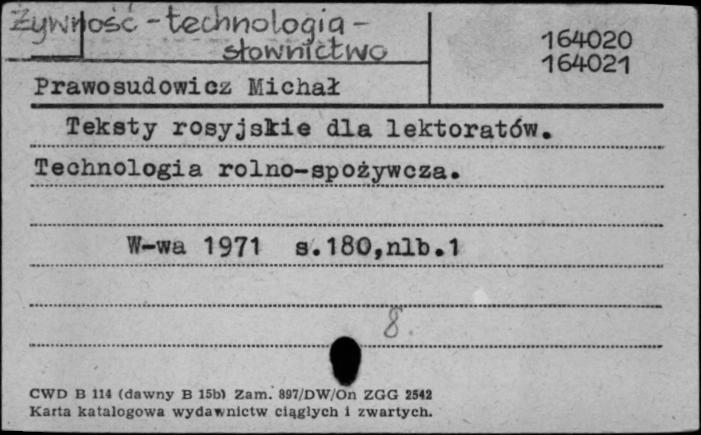 Żywność - technologia -
słownictwo
164020
164021
Prawosudowicz Michał
Teksty rosyjskie dla lektoratów.
Technologia rolno-spożywcza.
W-wa 1971 s.180,nlb.1
8.
CWD B 114 (dawny B 15b) Zam. 897/DW/On ZGG 2542
Karta katalogowa wydawnictw ciągłych i zwartych.